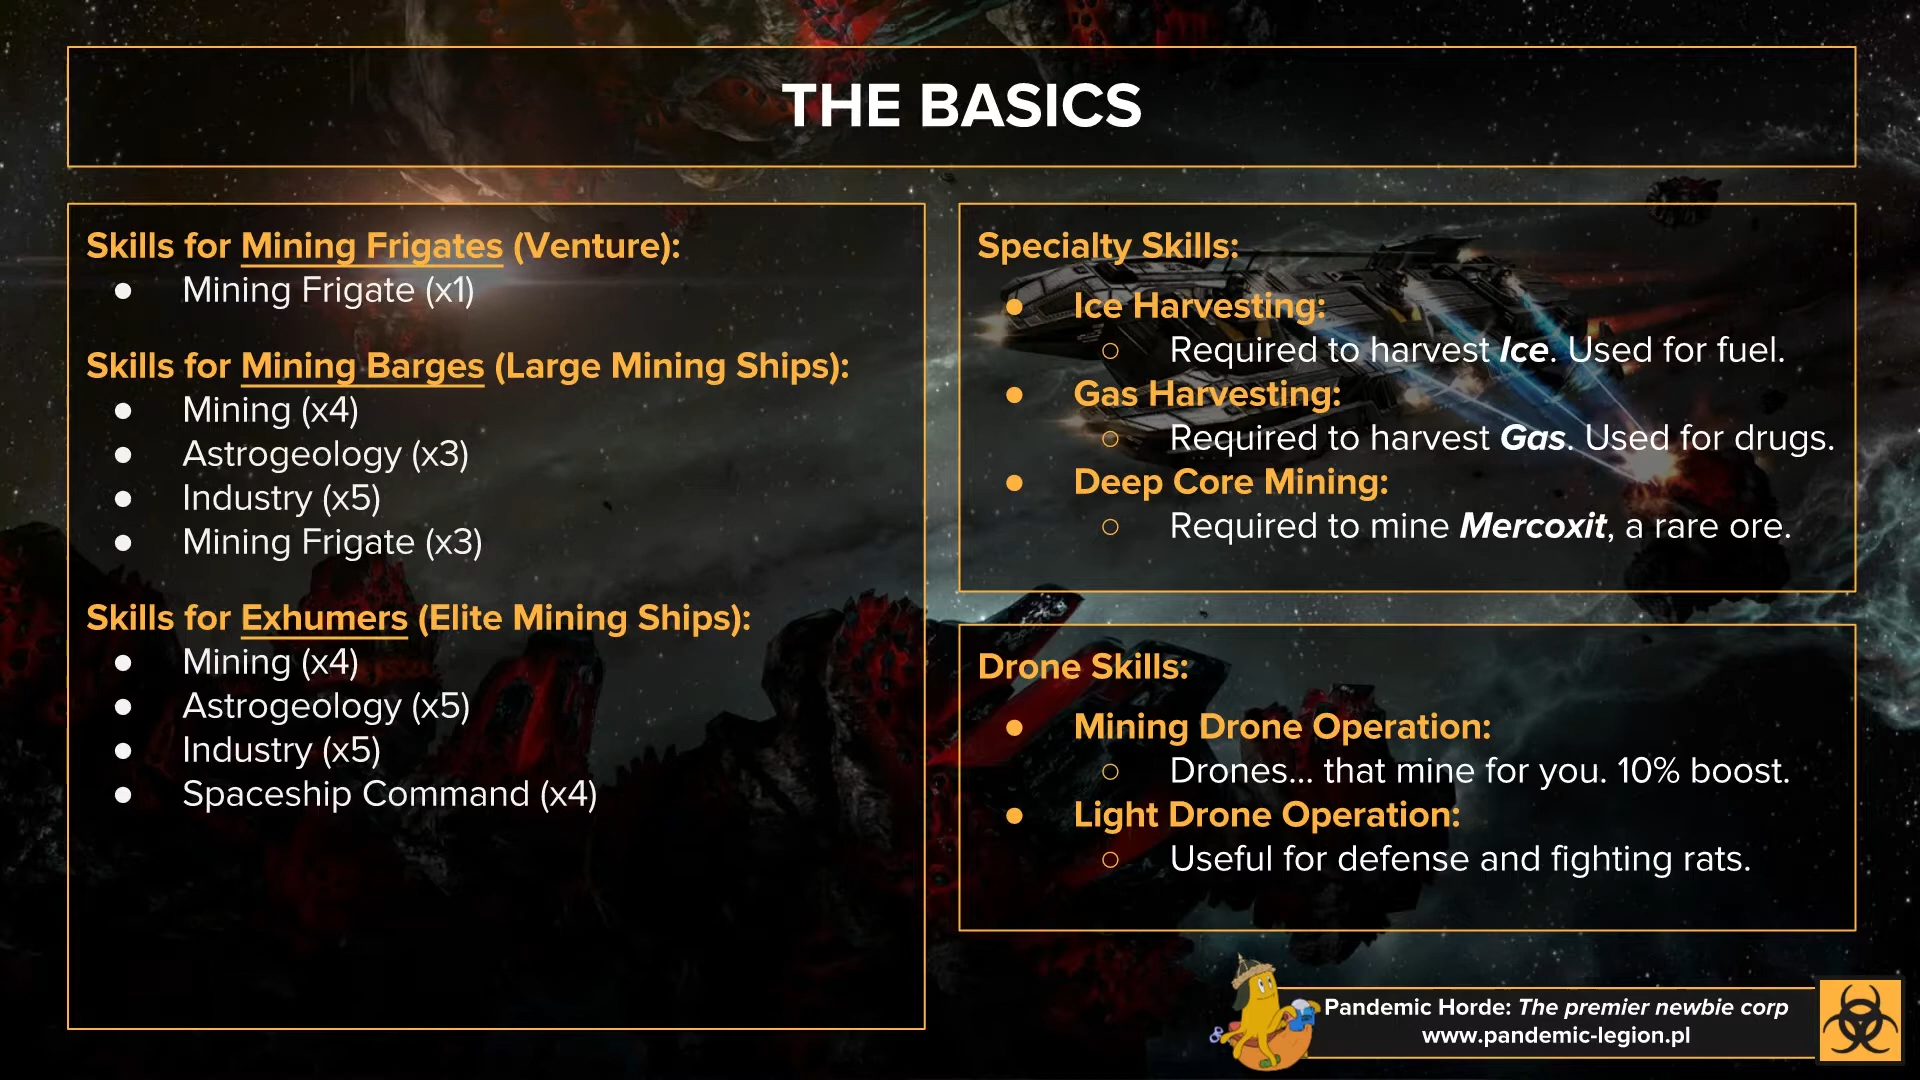 THE BASICS
Skills for Mining Frigates (Venture):
● Mining Frigate (x1)
Skills for Mining Barges (Large Mining Ships):
● Mining (x4)
● Astrogeology (x3)
● Industry (x5)
● Mining Frigate (x3)
Skills for Exhumers (Elite Mining Ships):
● Mining (x4)
● Astrogeology (x5)
● Industry (x5)
● Spaceship Command (x4)
Specialty Skills:
● Ice Harvesting:
○ Required to harvest Ice. Used for fuel.
● Gas Harvesting:
○ Required to harvest Gas. Used for drugs.
● Deep Core Mining:
○ Required to mine Mercoxit, a rare ore.
Drone Skills:
● Mining Drone Operation:
○ Drones... that mine for you. 10% boost.
● Light Drone Operation:
○ Useful for defense and fighting rats.
Pandemic Horde: The premier newbie corp
www.pandemic-legion.pl